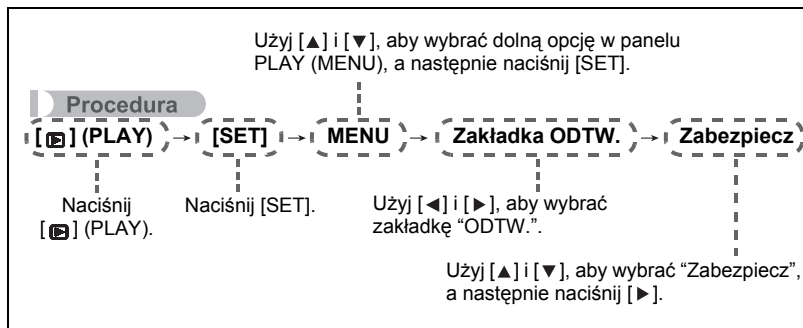 Użyj [▲] i [▼], aby wybrać dolną opcję w panelu
PLAY (MENU), a następnie naciśnij [SET].
Procedura
[ ▶ ] (PLAY) → [SET] → MENU → Zakładka ODTW. → Zabezpiecz
Naciśnij
[ ▶ ] (PLAY).
Naciśnij [SET].
Użyj [◄] i [►], aby wybrać
zakładkę “ODTW.”.
Użyj [▲] i [▼], aby wybrać “Zabezpiecz”,
a następnie naciśnij [►].